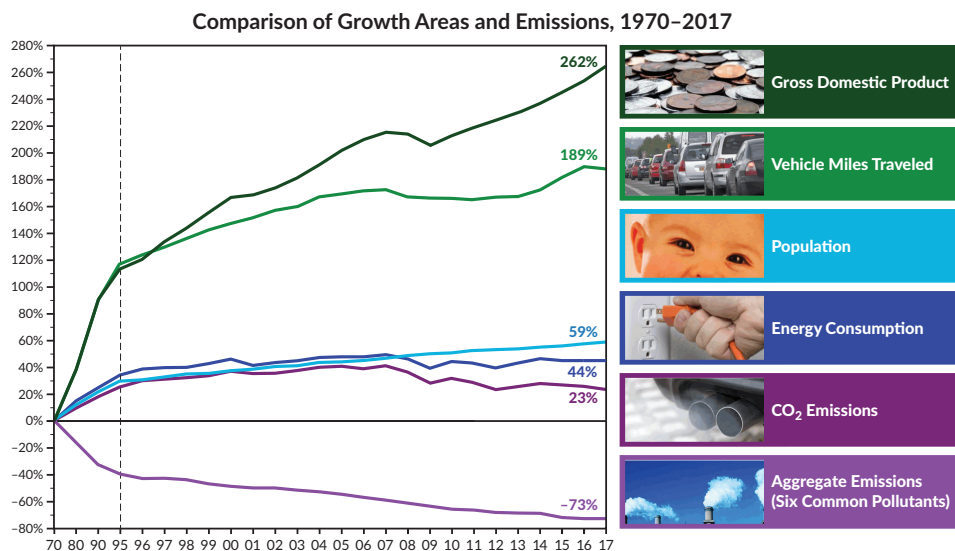 Comparison of Growth Areas and Emissions, 1970–2017
280%
260%
240%
220%
200%
180%
160%
140%
120%
100%
80%
60%
40%
20%
0%
–20%
–40%
–60%
–80%
262%
189%
59%
44%
23%
–73%
70 80 90 95 96 97 98 99 00 01 02 03 04 05 06 07 08 09 10 11 12 13 14 15 16 17
Gross Domestic Product
Vehicle Miles Traveled
Population
Energy Consumption
CO₂ Emissions
Aggregate Emissions
(Six Common Pollutants)